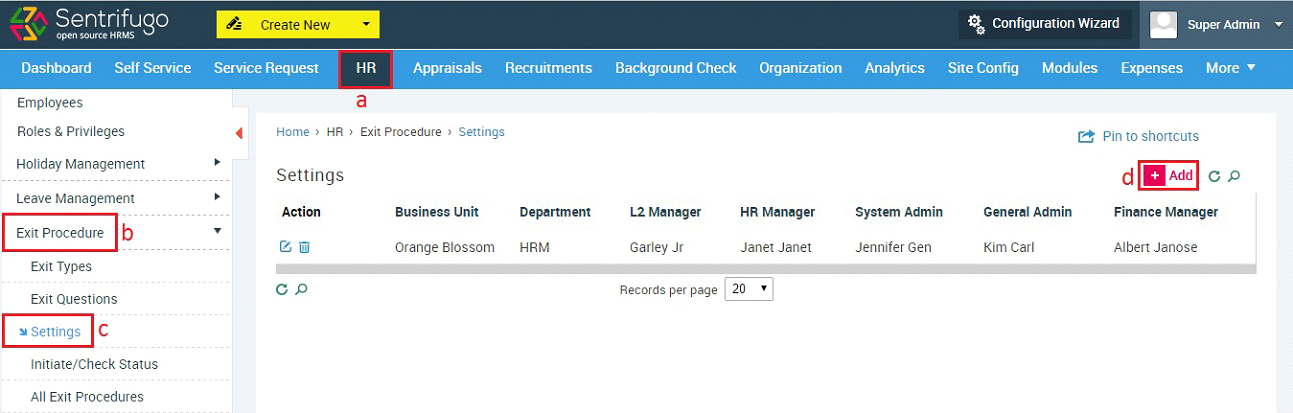 Sentrifugo
open source HRMS
Create New
Configuration Wizard
Super Admin
Dashboard Self Service Service Request HR Appraisals Recruitments Background Check Organization Analytics Site Config Modules Expenses More
a
Employees
Roles & Privileges
Holiday Management
Leave Management
Exit Procedure b
Exit Types
Exit Questions
Settings c
Initiate/Check Status
All Exit Procedures
Home › HR › Exit Procedure › Settings
Pin to shortcuts
Settings
d + Add
Action Business Unit Department L2 Manager HR Manager System Admin General Admin Finance Manager
Orange Blossom HRM Garley Jr Janet Janet Jennifer Gen Kim Carl Albert Janose
Records per page 20